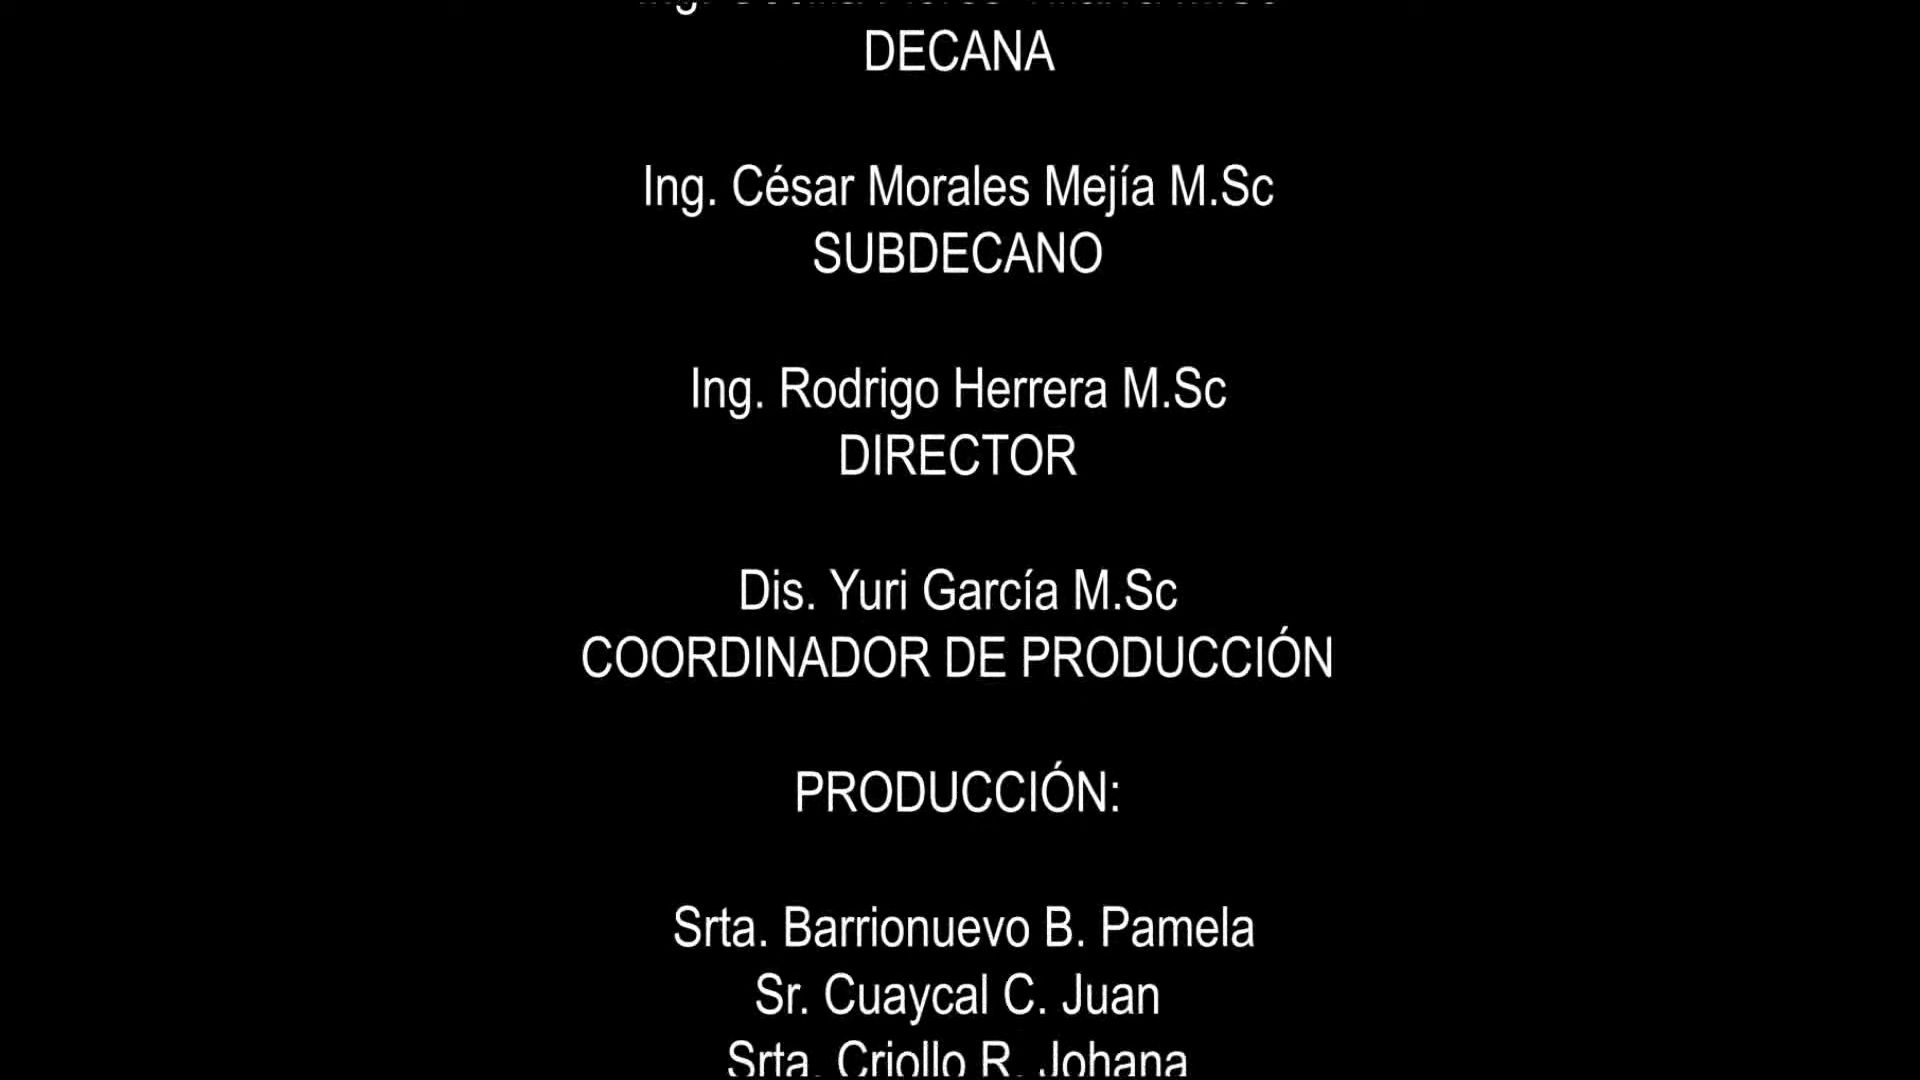 Ing.
DECANA
Ing. César Morales Mejía M.Sc
SUBDECANO
Ing. Rodrigo Herrera M.Sc
DIRECTOR
Dis. Yuri García M.Sc
COORDINADOR DE PRODUCCIÓN
PRODUCCIÓN:
Srta. Barrionuevo B. Pamela
Sr. Cuaycal C. Juan
Srta. Criollo R. Johana